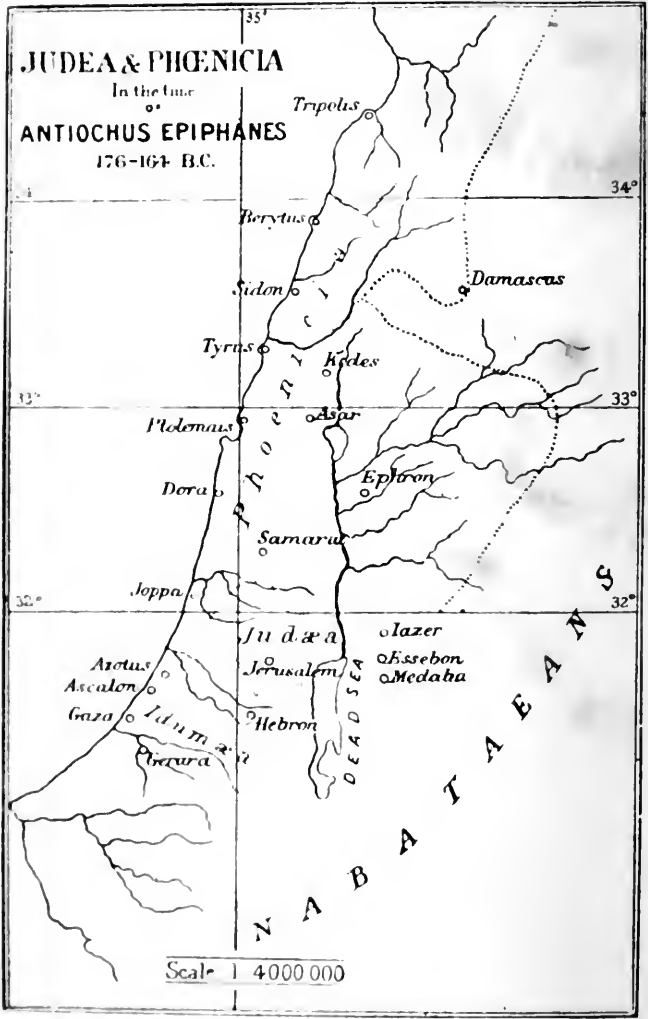 35°
JUDEA & PHŒNICIA
In the time
of
ANTIOCHUS EPIPHANES
176-164 B.C.
Tripolis
34
34°
Berytus
Sidon
Damascus
Phoenicia
Tyrus
Kedes
33°
33°
Ptolemais
Asar
Dora
Ephron
Samaria
Joppa
32°
32°
Judæa
Iazer
Jerusalem
Essebon
Medaba
Azotus
Ascalon
Gaza
Idumæa
Hebron
DEAD SEA
Gerara
NABATAEANS
Scale 1 4000 000